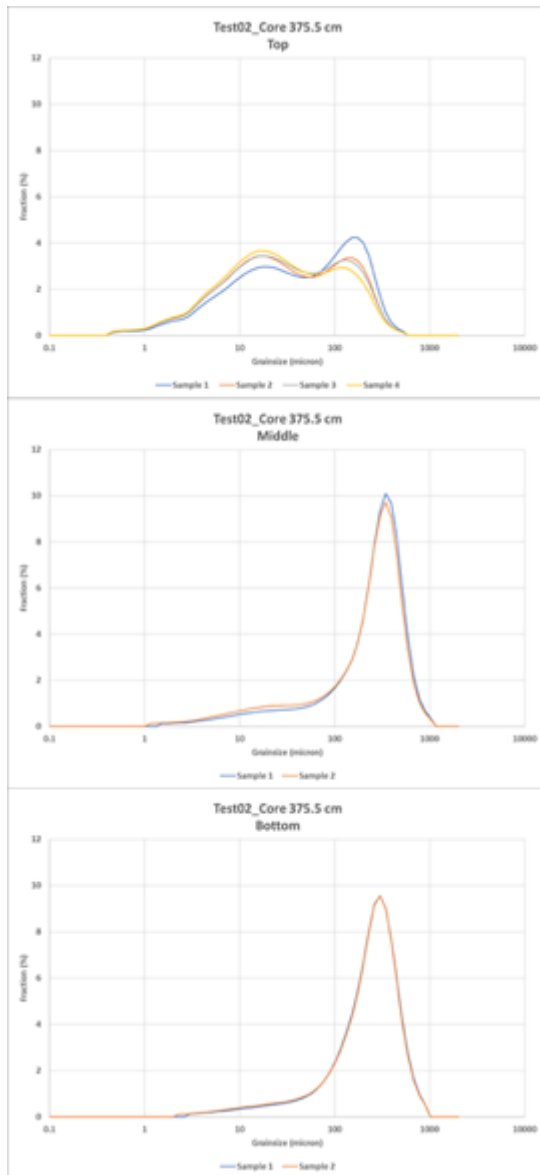 Test02_Core 375.5 cm
Top
12
10
8
6
4
2
0
Fraction (%)
0.1 1 10 100 1000 10000
Grainsize (micron)
Sample 1 Sample 2 Sample 3 Sample 4
Test02_Core 375.5 cm
Middle
12
10
8
6
4
2
0
Fraction (%)
0.1 1 10 100 1000 10000
Grainsize (micron)
Sample 1 Sample 2
Test02_Core 375.5 cm
Bottom
12
10
8
6
4
2
0
Fraction (%)
0.1 1 10 100 1000 10000
Grainsize (micron)
Sample 1 Sample 2